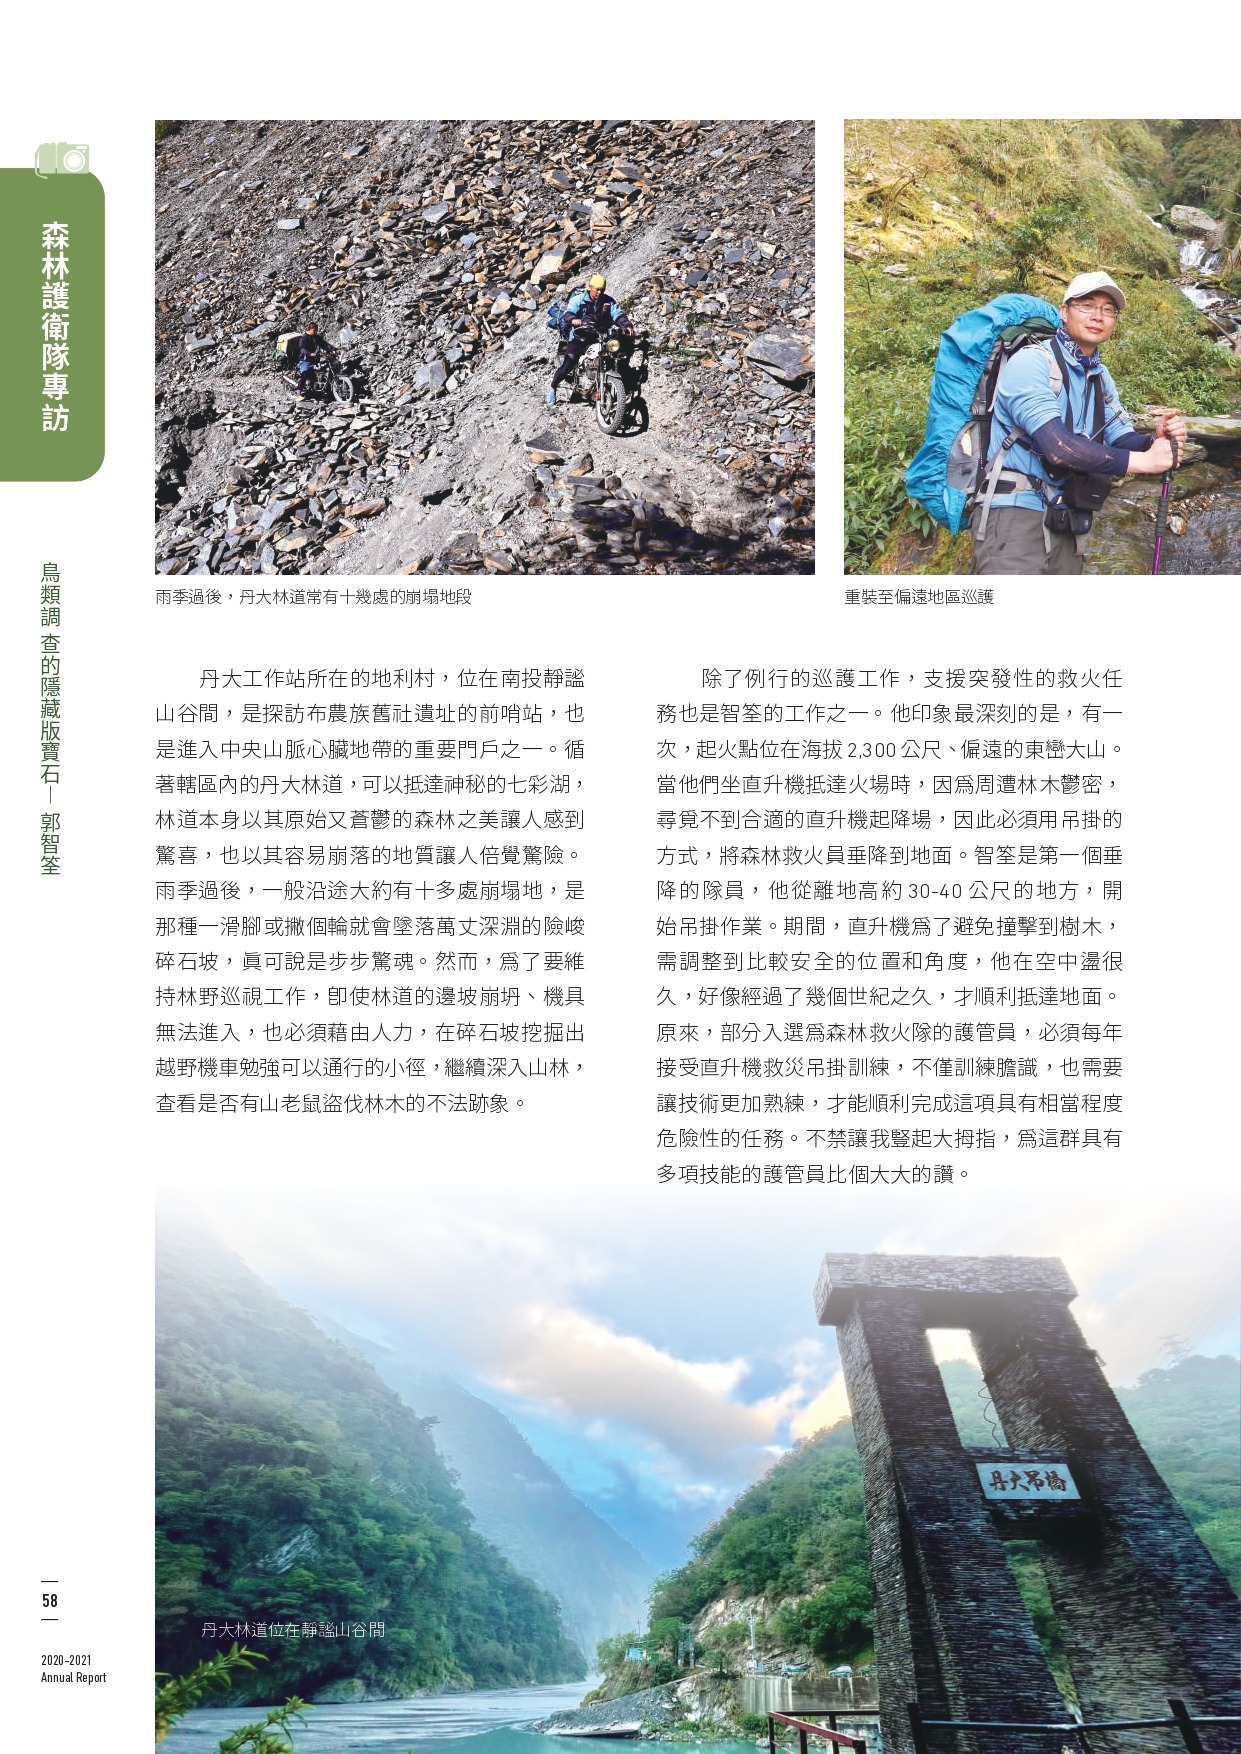 森林護衛隊專訪
鳥類調查的隱藏版寶石— 郭智筌
雨季過後，丹大林道常有十幾處的崩塌地段
重裝至偏遠地區巡護
丹大工作站所在的地利村，位在南投靜謐
山谷間，是探訪布農族舊社遺址的前哨站，也
是進入中央山脈心臟地帶的重要門戶之一。循
著轄區內的丹大林道，可以抵達神秘的七彩湖，
林道本身以其原始又蒼鬱的森林之美讓人感到
驚喜，也以其容易崩落的地質讓人倍覺驚險。
雨季過後，一般沿途大約有十多處崩塌地，是
那種一滑腳或撇個輪就會墜落萬丈深淵的險峻
碎石坡，眞可說是步步驚魂。然而，爲了要維
持林野巡視工作，卽使林道的邊坡崩坍、機具
無法進入，也必須藉由人力，在碎石坡挖掘出
越野機車勉強可以通行的小徑，繼續深入山林，
查看是否有山老鼠盜伐林木的不法跡象。
除了例行的巡護工作，支援突發性的救火任
務也是智筌的工作之一。他印象最深刻的是，有一
次，起火點位在海拔 2,300 公尺、偏遠的東巒大山。
當他們坐直升機抵達火場時，因爲周遭林木鬱密，
尋覓不到合適的直升機起降場，因此必須用吊掛的
方式，將森林救火員垂降到地面。智筌是第一個垂
降的隊員，他從離地高約 30-40 公尺的地方，開
始吊掛作業。期間，直升機爲了避免撞擊到樹木，
需調整到比較安全的位置和角度，他在空中盪很
久，好像經過了幾個世紀之久，才順利抵達地面。
原來，部分入選爲森林救火隊的護管員，必須每年
接受直升機救災吊掛訓練，不僅訓練膽識，也需要
讓技術更加熟練，才能順利完成這項具有相當程度
危險性的任務。不禁讓我豎起大拇指，爲這群具有
多項技能的護管員比個大大的讚。
丹大吊橋
丹大林道位在靜謐山谷間
58
2020-2021
Annual Report